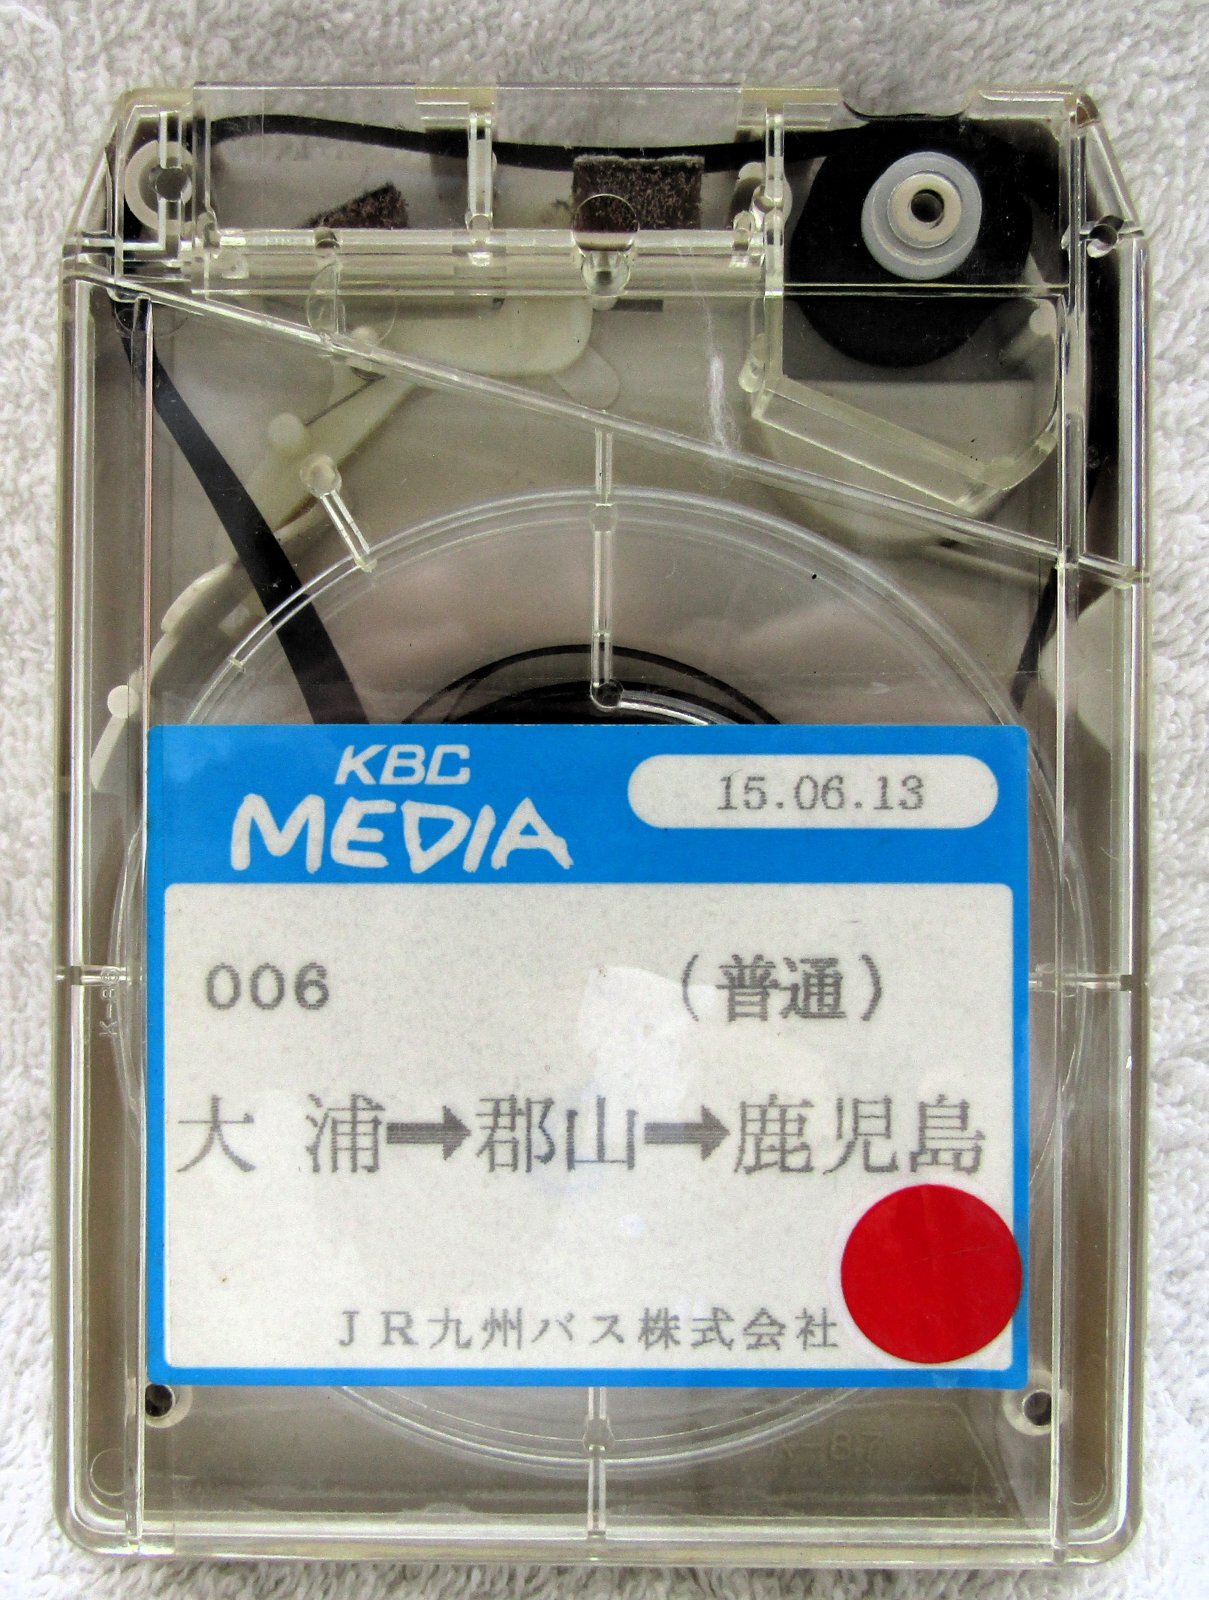 KBC
MEDIA
15.06.13
006 （普通）
大 浦➡郡山➡鹿児島
JR九州バス株式会社
K-87